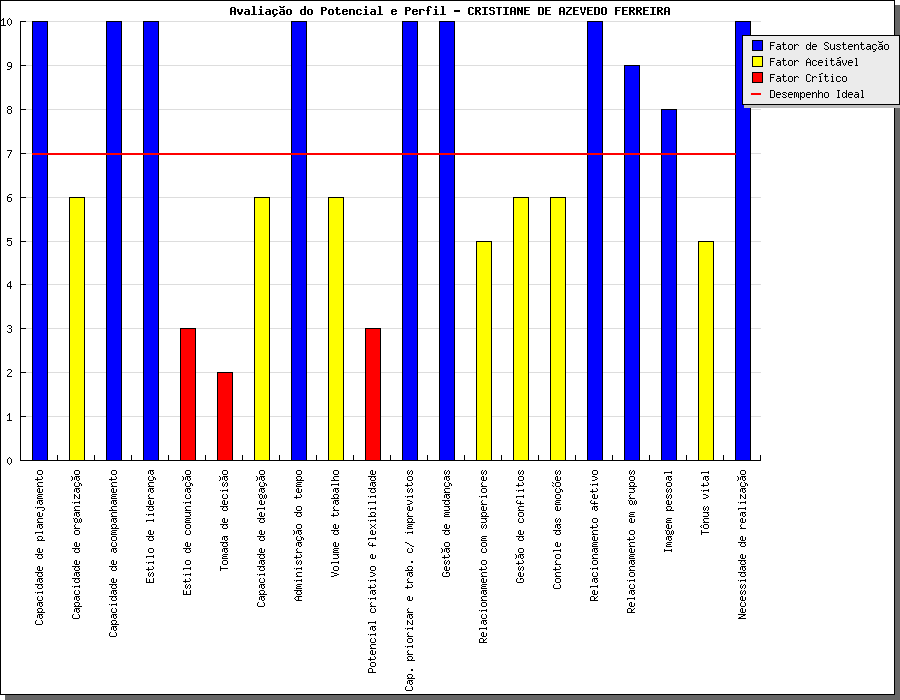 Avaliação do Potencial e Perfil - CRISTIANE DE AZEVEDO FERREIRA
10
9
8
7
6
5
4
3
2
1
0
Fator de Sustentação
Fator Aceitável
Fator Crítico
Desempenho Ideal
Capacidade de planejamento
Capacidade de organização
Capacidade de acompanhamento
Estilo de liderança
Estilo de comunicação
Tomada de decisão
Capacidade de delegação
Administração do tempo
Volume de trabalho
Potencial criativo e flexibilidade
Cap. priorizar e trab. c/ imprevistos
Gestão de mudanças
Relacionamento com superiores
Gestão de conflitos
Controle das emoções
Relacionamento afetivo
Relacionamento em grupos
Imagem pessoal
Tônus vital
Necessidade de realização